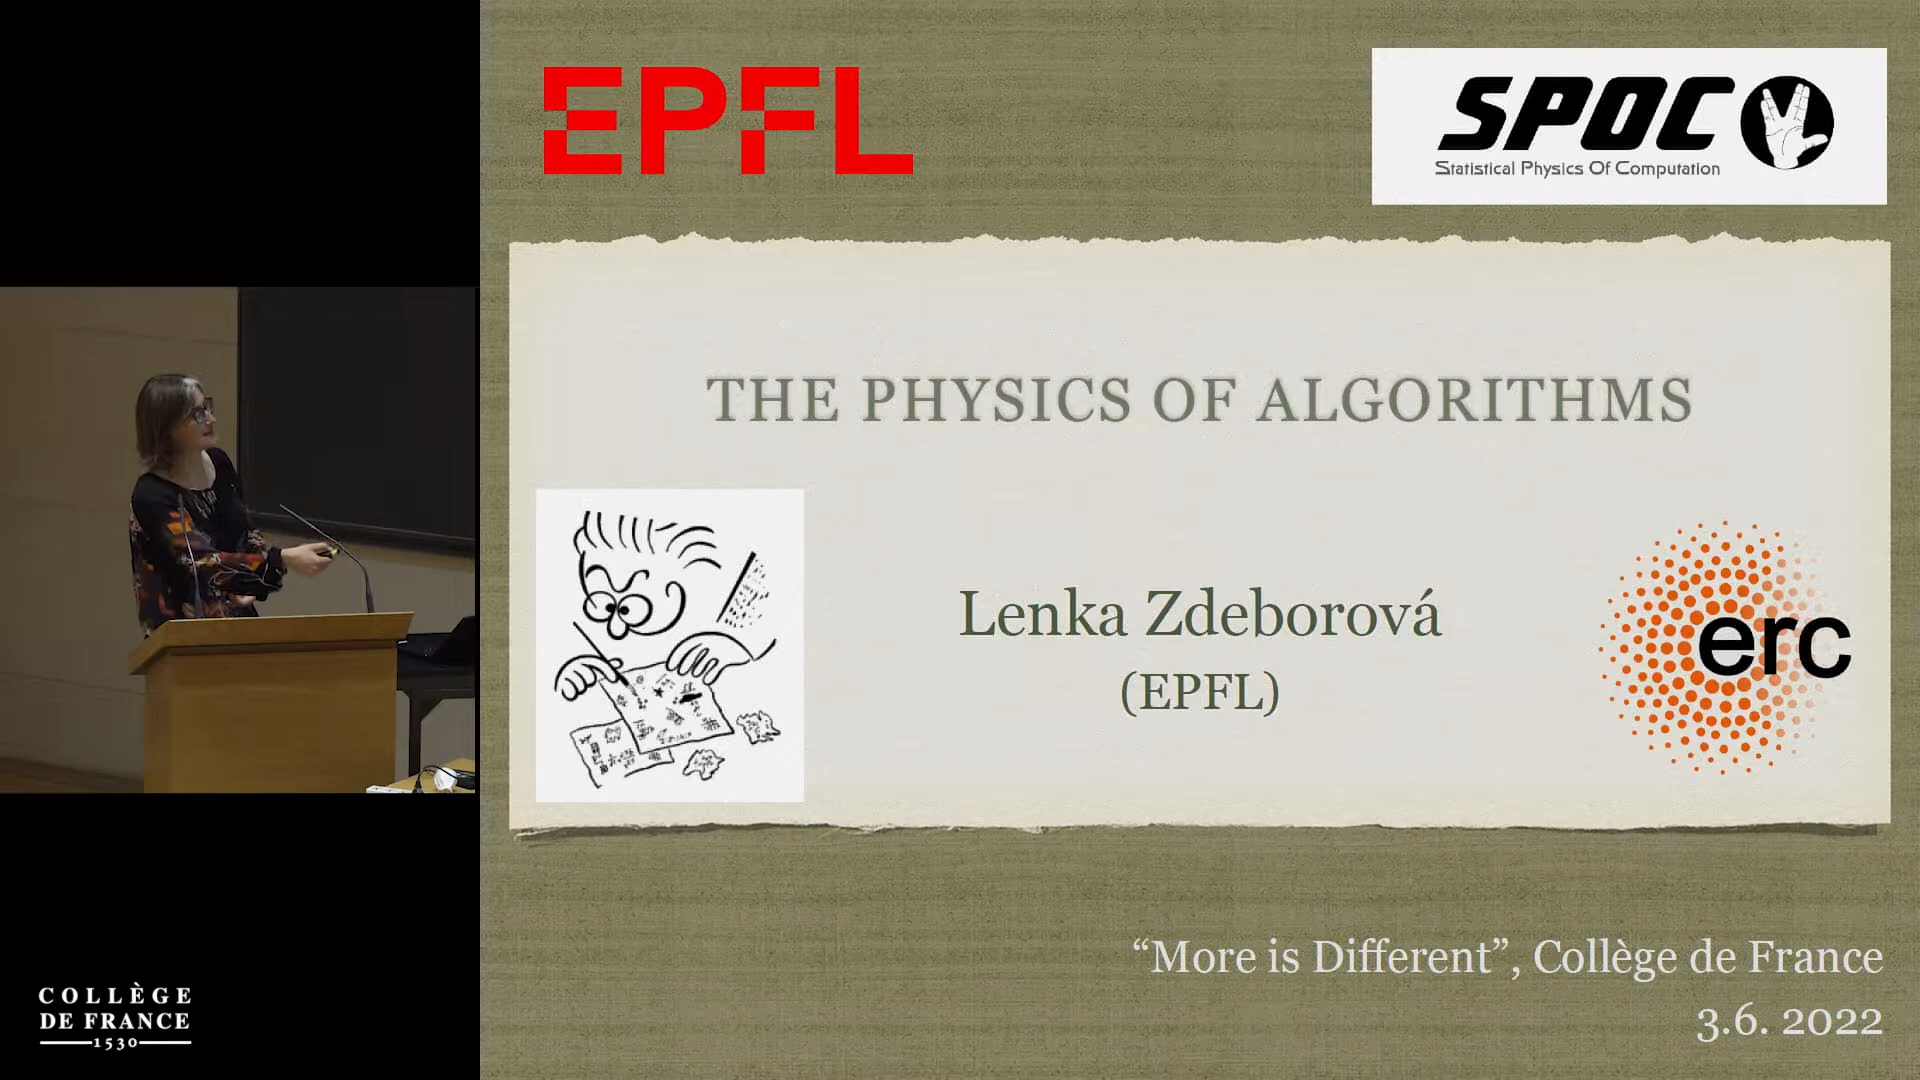 EPFL
SPOC
Statistical Physics Of Computation
THE PHYSICS OF ALGORITHMS
Lenka Zdeborová
(EPFL)
erc
“More is Different”, Collège de France
3.6. 2022
COLLÈGE
DE FRANCE
1530